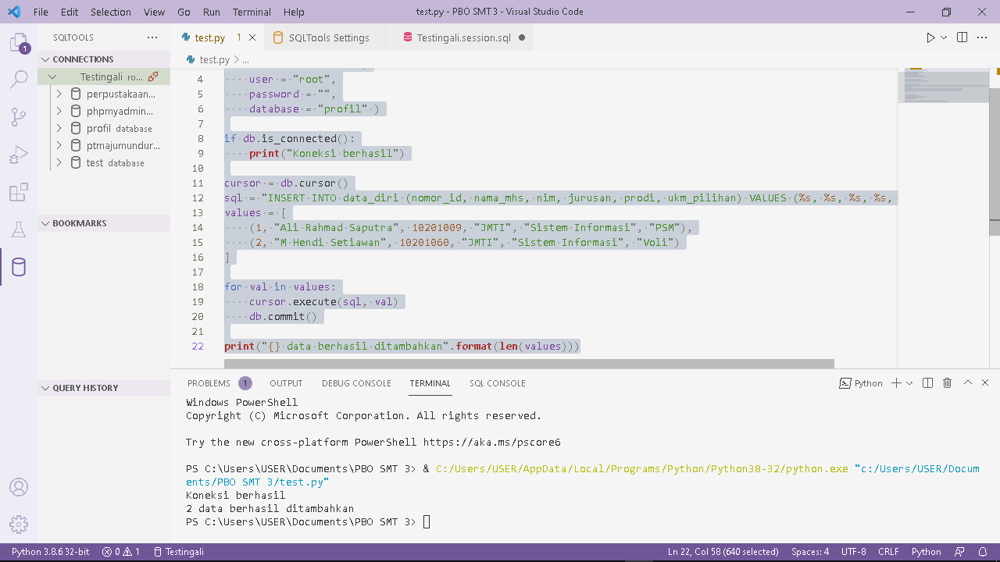 File Edit Selection View Go Run Terminal Help
test.py - PBO SMT 3 - Visual Studio Code
SQLTOOLS
test.py 1
SQLTools Settings
Testingali.session.sql
test.py > ...
CONNECTIONS
Testingali ro...
perpustakaan...
phpmyadmin...
profil database
ptmajumundur...
test database
BOOKMARKS
QUERY HISTORY
1
4 user = "root",
5 password = "",
6 database = "profil" )
7
8 if db.is_connected():
9 print("Koneksi berhasil")
10
11 cursor = db.cursor()
12 sql = "INSERT INTO data_diri (nomor_id, nama_mhs, nim, jurusan, prodi, ukm_pilihan) VALUES (%s, %s, %s, %s,
13 values = [
14 (1, "Ali Rahmad Saputra", 10201009, "JMTI", "Sistem Informasi", "PSM"),
15 (2, "M Hendi Setiawan", 10201060, "JMTI", "Sistem Informasi", "Voli")
16 ]
17
18 for val in values:
19 cursor.execute(sql, val)
20 db.commit()
21
22 print("{} data berhasil ditambahkan".format(len(values)))
PROBLEMS 1 OUTPUT DEBUG CONSOLE TERMINAL SQL CONSOLE
Python
Windows PowerShell
Copyright (C) Microsoft Corporation. All rights reserved.
Try the new cross-platform PowerShell https://aka.ms/pscore6
PS C:\Users\USER\Documents\PBO SMT 3> & C:/Users/USER/AppData/Local/Programs/Python/Python38-32/python.exe "c:/Users/USER/Docum
ents/PBO SMT 3/test.py"
Koneksi berhasil
2 data berhasil ditambahkan
PS C:\Users\USER\Documents\PBO SMT 3>
Python 3.8.6 32-bit 0 1 Testingali
Ln 22, Col 58 (640 selected) Spaces: 4 UTF-8 CRLF Python